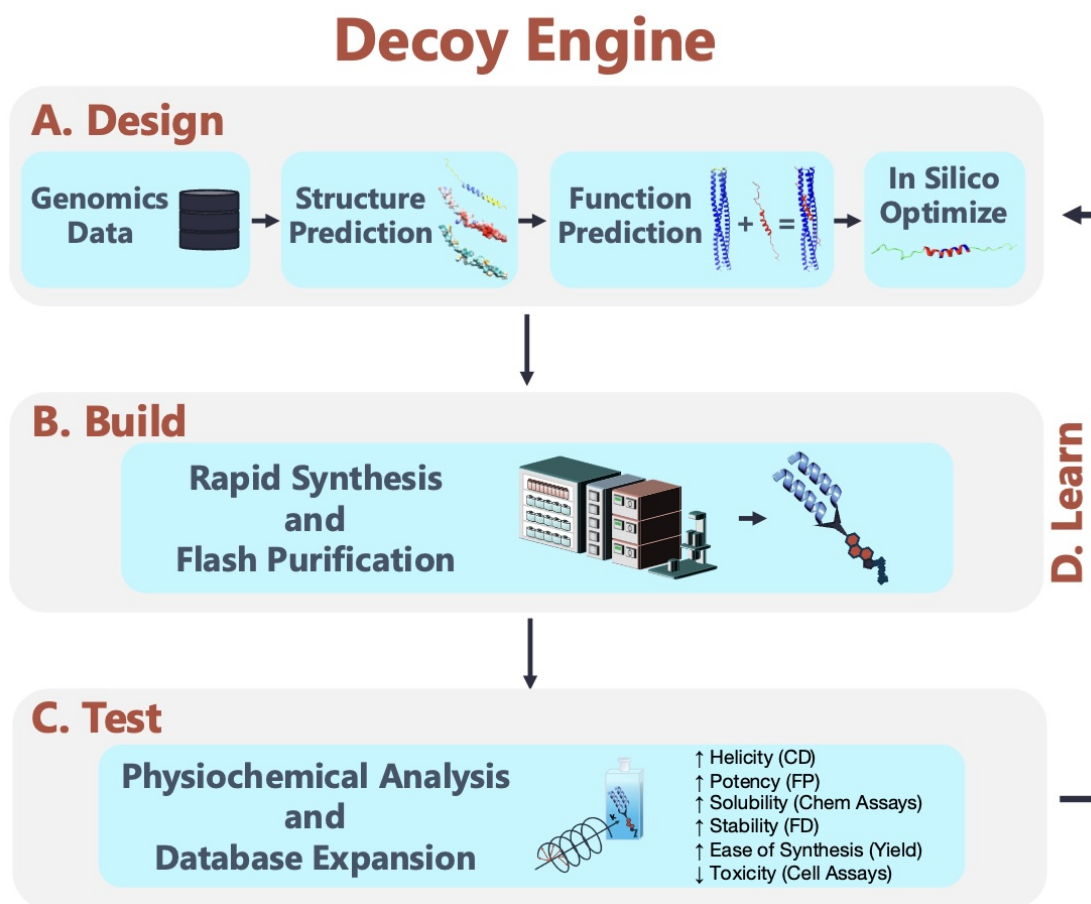 Decoy Engine
A. Design
Genomics
Data
Structure
Prediction
Function
Prediction
+
=
In Silico
Optimize
B. Build
Rapid Synthesis
and
Flash Purification
D. Learn
C. Test
Physiochemical Analysis
and
Database Expansion
↑ Helicity (CD)
↑ Potency (FP)
↑ Solubility (Chem Assays)
↑ Stability (FD)
↑ Ease of Synthesis (Yield)
↓ Toxicity (Cell Assays)